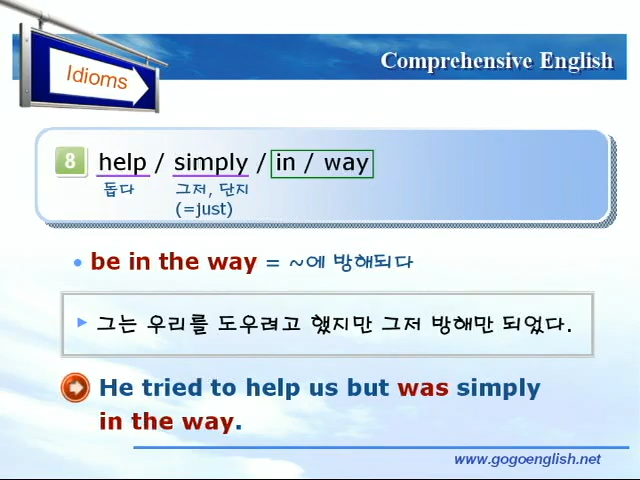 Idioms
Comprehensive English
8 help / simply / in / way
돕다 그저, 단지
(=just)
• be in the way = ~에 방해되다
▶ 그는 우리를 도우려고 했지만 그저 방해만 되었다.
He tried to help us but was simply
in the way.
www.gogoenglish.net